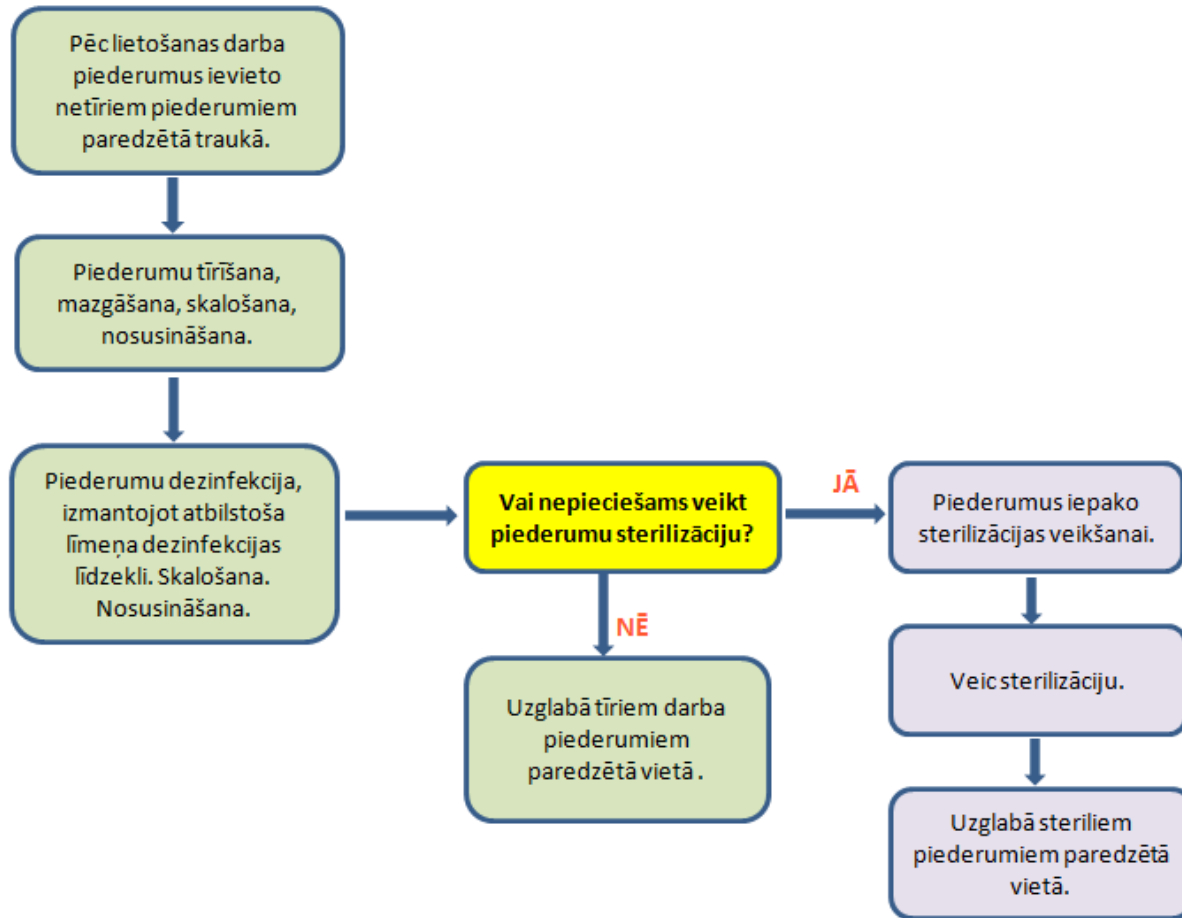 Pēc lietošanas darba
piederumus ievieto
netīriem piederumiem
paredzētā traukā.
Piederumu tīrīšana,
mazgāšana, skalošana,
nosusināšana.
Piederumu dezinfekcija,
izmantojot atbilstoša
līmeņa dezinfekcijas
līdzekli. Skalošana.
Nosusināšana.
Vai nepieciešams veikt
piederumu sterilizāciju?
JĀ
NĒ
Uzglabā tīriem darba
piederumiem
paredzētā vietā .
Piederumus iepako
sterilizācijas veikšanai.
Veic sterilizāciju.
Uzglabā steriliem
piederumiem paredzētā
vietā.